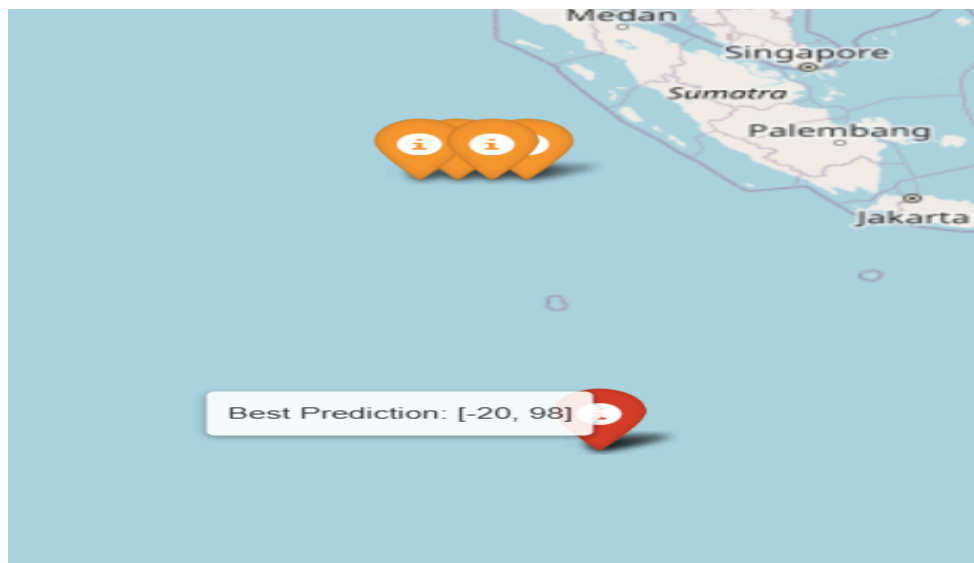 Medan
Singapore
Sumatra
Palembang
Jakarta
i i
Best Prediction: [-20, 98]